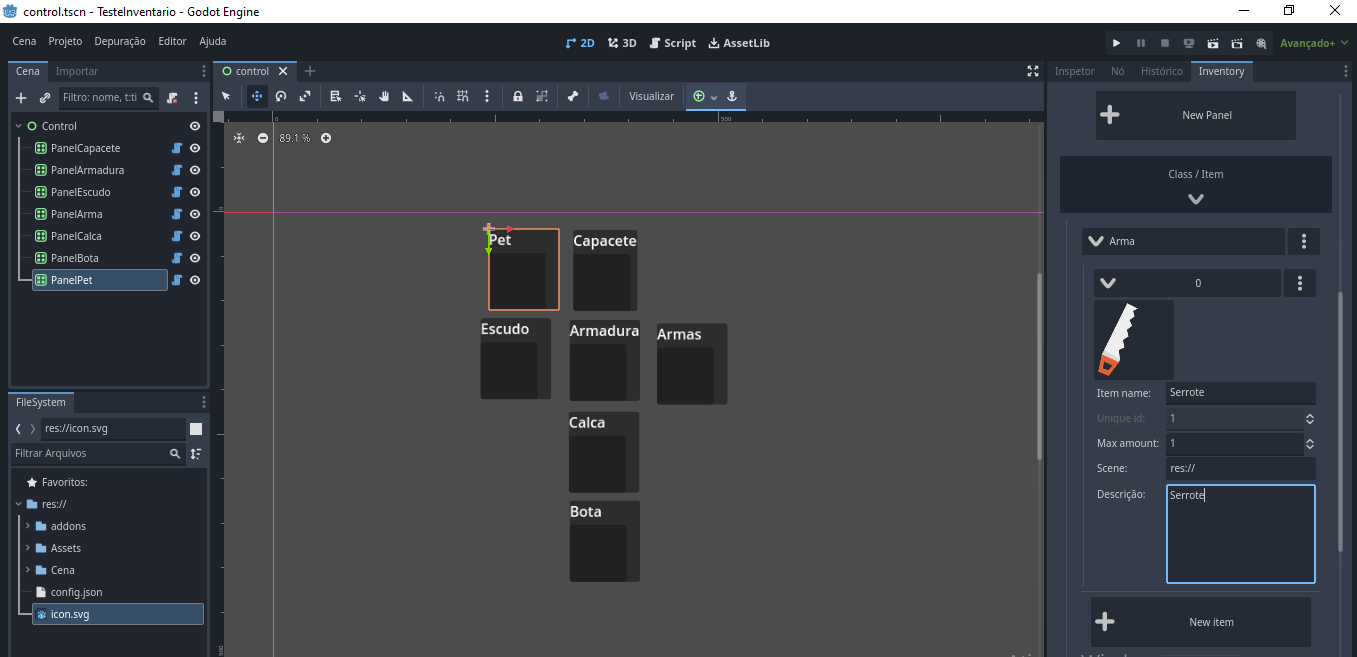 control.tscn - TesteInventario - Godot Engine
Cena Projeto Depuração Editor Ajuda
2D 3D Script AssetLib
Avançado+
Cena Importar
Filtro: nome, t:ti
Control
PanelCapacete
PanelArmadura
PanelEscudo
PanelArma
PanelCalca
PanelBota
PanelPet
FileSystem
res://icon.svg
Filtrar Arquivos
Favoritos:
res://
addons
Assets
Cena
config.json
icon.svg
control
Visualizar
0
500
89.1 %
0
500
Pet
Capacete
Escudo
Armadura
Armas
Calca
Bota
Inspetor Nó Histórico Inventory
New Panel
Class / Item
Arma
0
Item name: Serrote
Unique id: 1
Max amount: 1
Scene: res://
Descrição: Serrote
New item